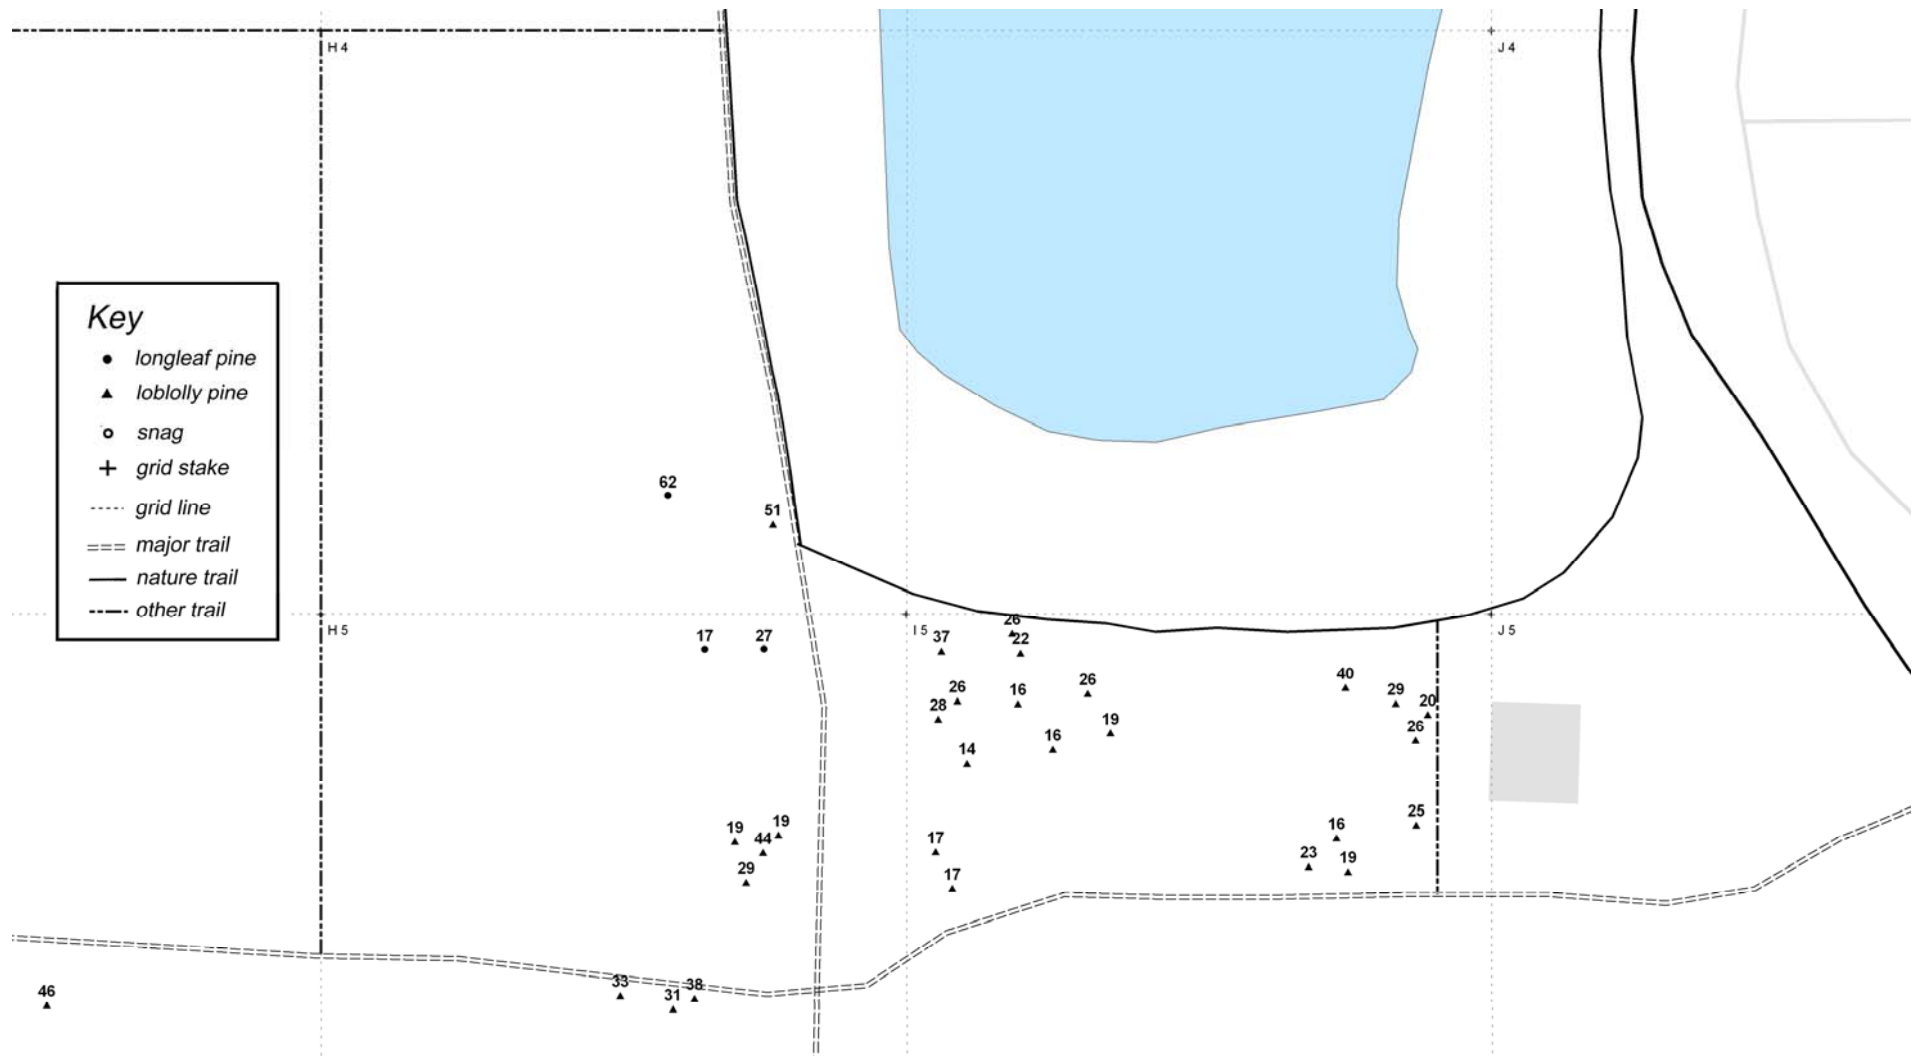 H 4
J 4
Key
longleaf pine
loblolly pine
snag
grid stake
grid line
major trail
nature trail
other trail
62
51
H 5
I 5
J 5
17
27
37
26
22
26
28
16
26
19
16
14
40
29
20
26
25
16
23
19
19
44
19
29
17
17
46
33
31
38